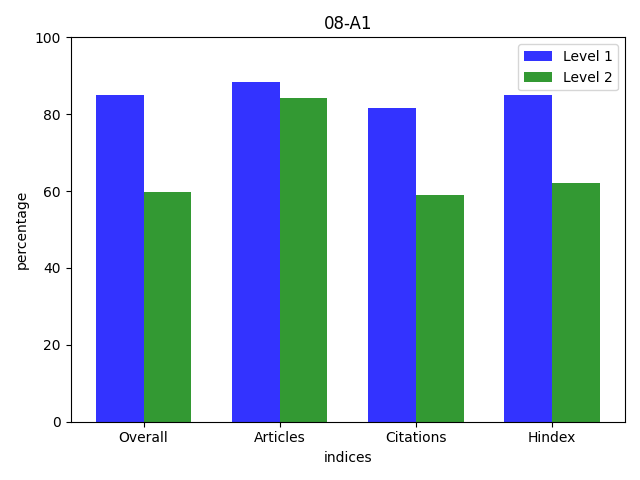 08-A1
100
80
60
40
20
0
percentage
Level 1
Level 2
Overall Articles Citations Hindex
indices